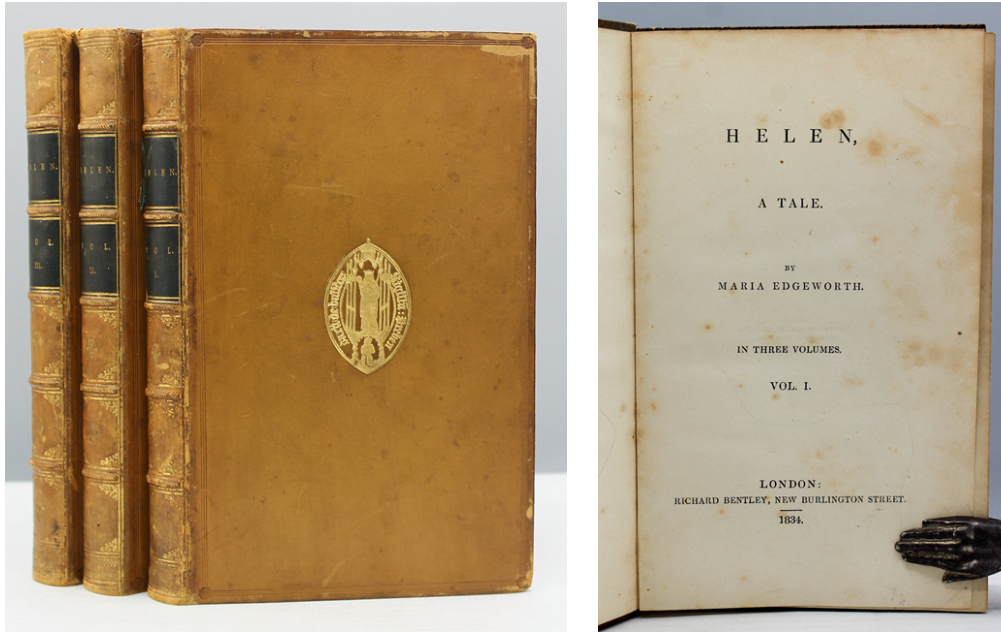 HELEN.
VOL.
III.
HELEN.
VOL.
II.
HELEN.
VOL.
I.
HELEN,
A TALE.
BY
MARIA EDGEWORTH.
IN THREE VOLUMES.
VOL. I.
LONDON:
RICHARD BENTLEY, NEW BURLINGTON STREET.
1834.